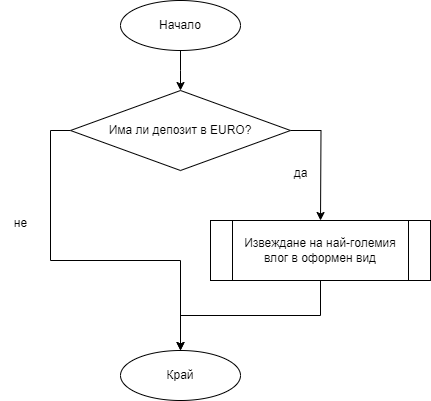 Начало
Има ли депозит в EURO?
да
не
Извеждане на най-големия
влог в оформен вид
Край